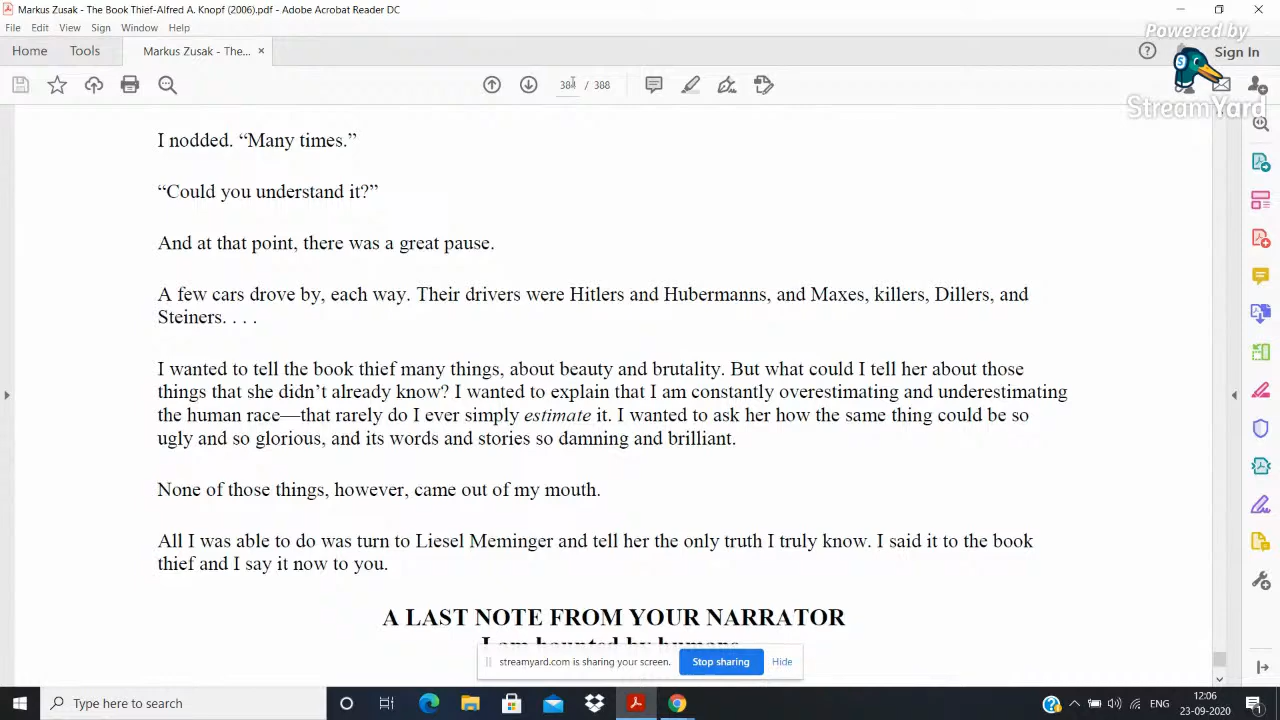 Markus Zusak - The Book Thief-Alfred A. Knopf (2006).pdf - Adobe Acrobat Reader DC
File Edit View Sign Window Help
Powered by
Home Tools Markus Zusak - The... × Sign In
384 / 388
StreamYard
I nodded. “Many times.”
“Could you understand it?”
And at that point, there was a great pause.
A few cars drove by, each way. Their drivers were Hitlers and Hubermanns, and Maxes, killers, Dillers, and
Steiners. . . .
I wanted to tell the book thief many things, about beauty and brutality. But what could I tell her about those
things that she didn’t already know? I wanted to explain that I am constantly overestimating and underestimating
the human race—that rarely do I ever simply estimate it. I wanted to ask her how the same thing could be so
ugly and so glorious, and its words and stories so damning and brilliant.
None of those things, however, came out of my mouth.
All I was able to do was turn to Liesel Meminger and tell her the only truth I truly know. I said it to the book
thief and I say it now to you.
A LAST NOTE FROM YOUR NARRATOR
I am haunted by humans.
streamyard.com is sharing your screen. Stop sharing Hide
Type here to search
ENG
12:06
23-09-2020